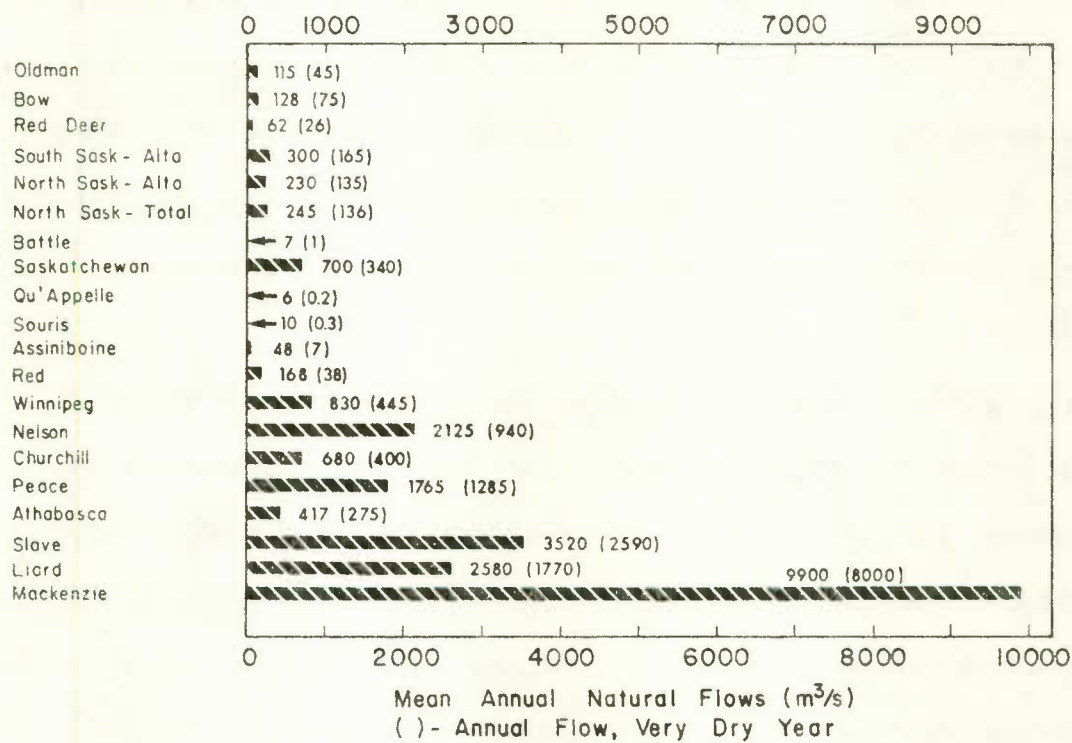 0 1000 3000 5000 7000 9000
Oldman 115 (45)
Bow 128 (75)
Red Deer 62 (26)
South Sask - Alta 300 (165)
North Sask - Alta 230 (135)
North Sask - Total 245 (136)
Battle 7 (1)
Saskatchewan 700 (340)
Qu'Appelle 6 (0.2)
Souris 10 (0.3)
Assiniboine 48 (7)
Red 168 (38)
Winnipeg 830 (445)
Nelson 2125 (940)
Churchill 680 (400)
Peace 1765 (1285)
Athabasca 417 (275)
Slave 3520 (2590)
Liard 2580 (1770)
Mackenzie 9900 (8000)
0 2000 4000 6000 8000 10000
Mean Annual Natural Flows (m³/s)
( ) - Annual Flow, Very Dry Year